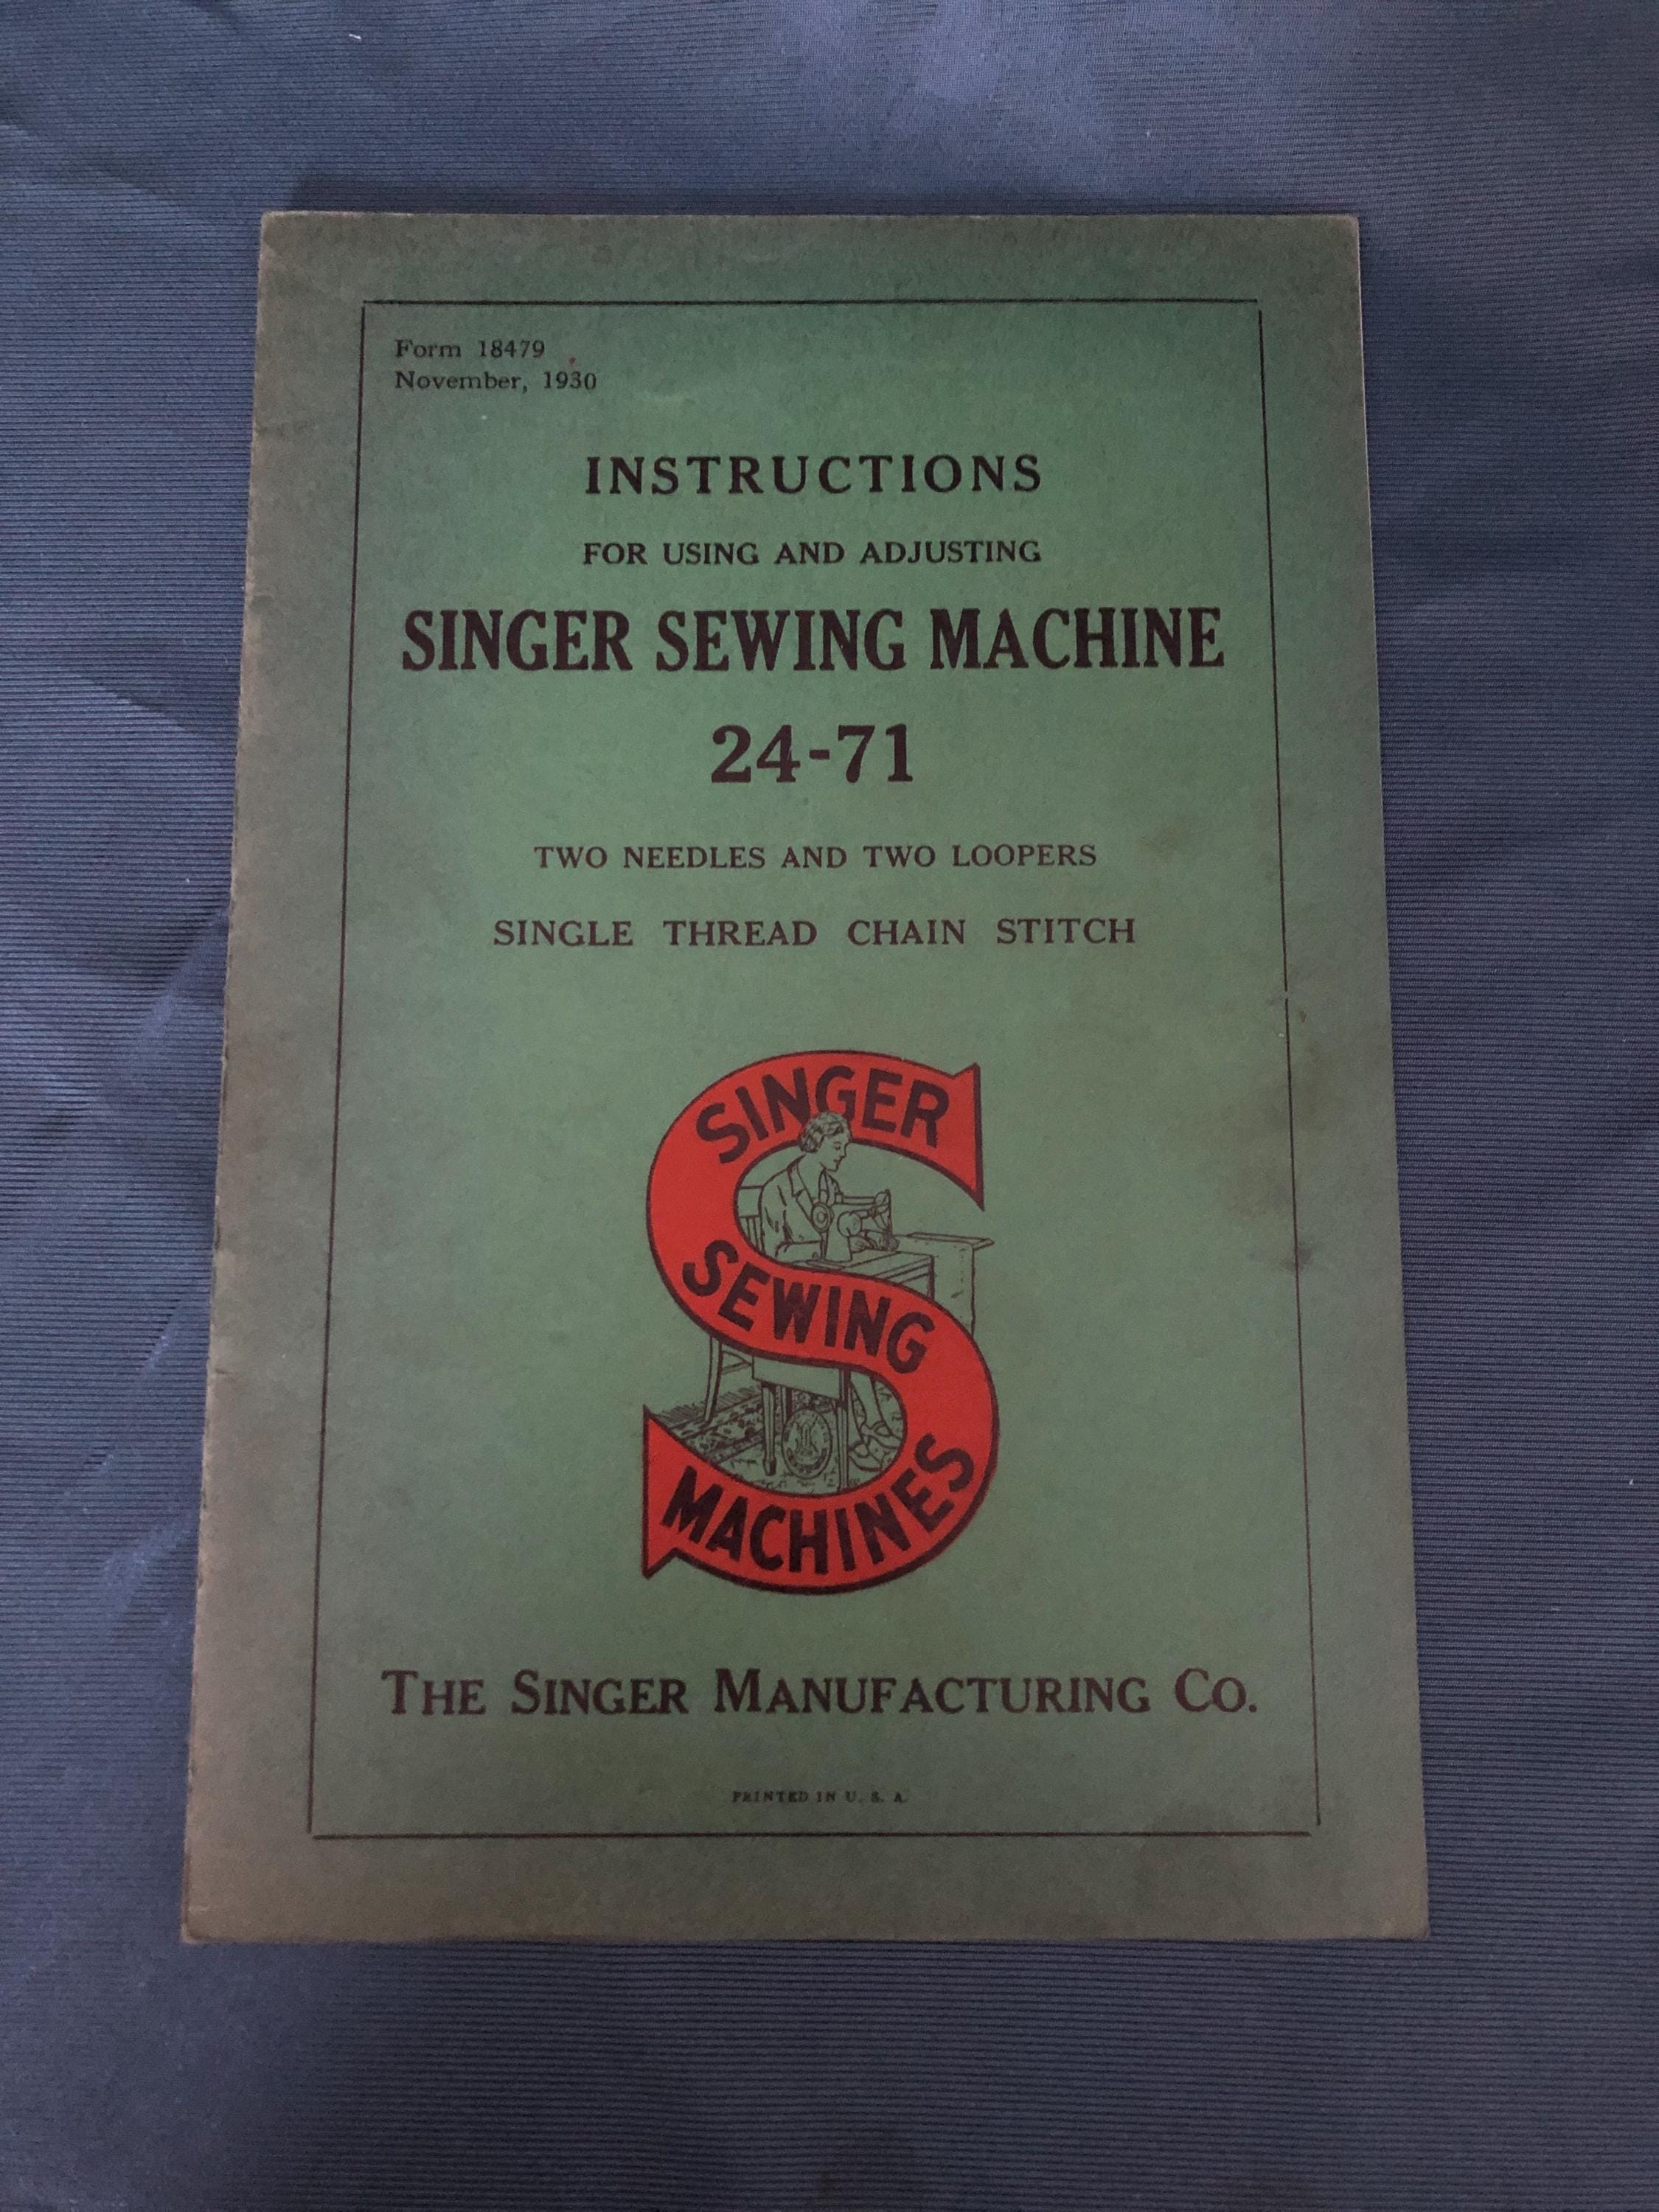 Form 18479
November, 1930
INSTRUCTIONS
FOR USING AND ADJUSTING
SINGER SEWING MACHINE
24-71
TWO NEEDLES AND TWO LOOPERS
SINGLE THREAD CHAIN STITCH
SINGER
SEWING
MACHINES
THE SINGER MANUFACTURING CO.
PRINTED IN U. S. A.